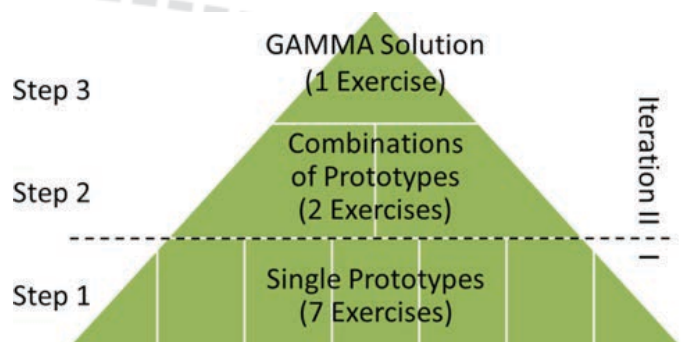 GAMMA Solution
(1 Exercise)
Step 3
Combinations
of Prototypes
(2 Exercises)
Step 2
Iteration II
I
Single Prototypes
(7 Exercises)
Step 1